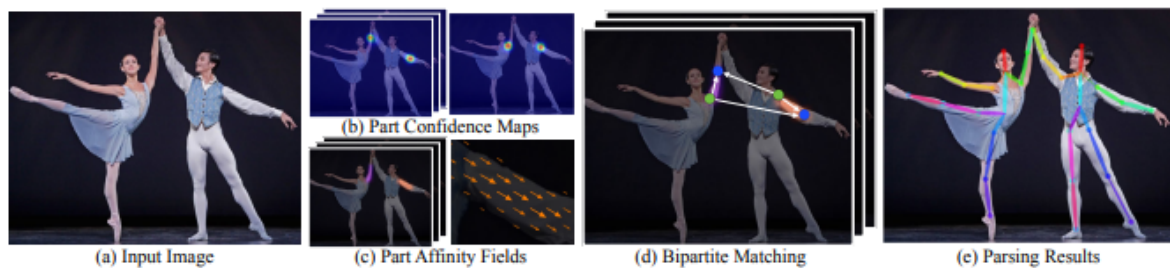 (a) Input Image
(b) Part Confidence Maps
(c) Part Affinity Fields
(d) Bipartite Matching
(e) Parsing Results